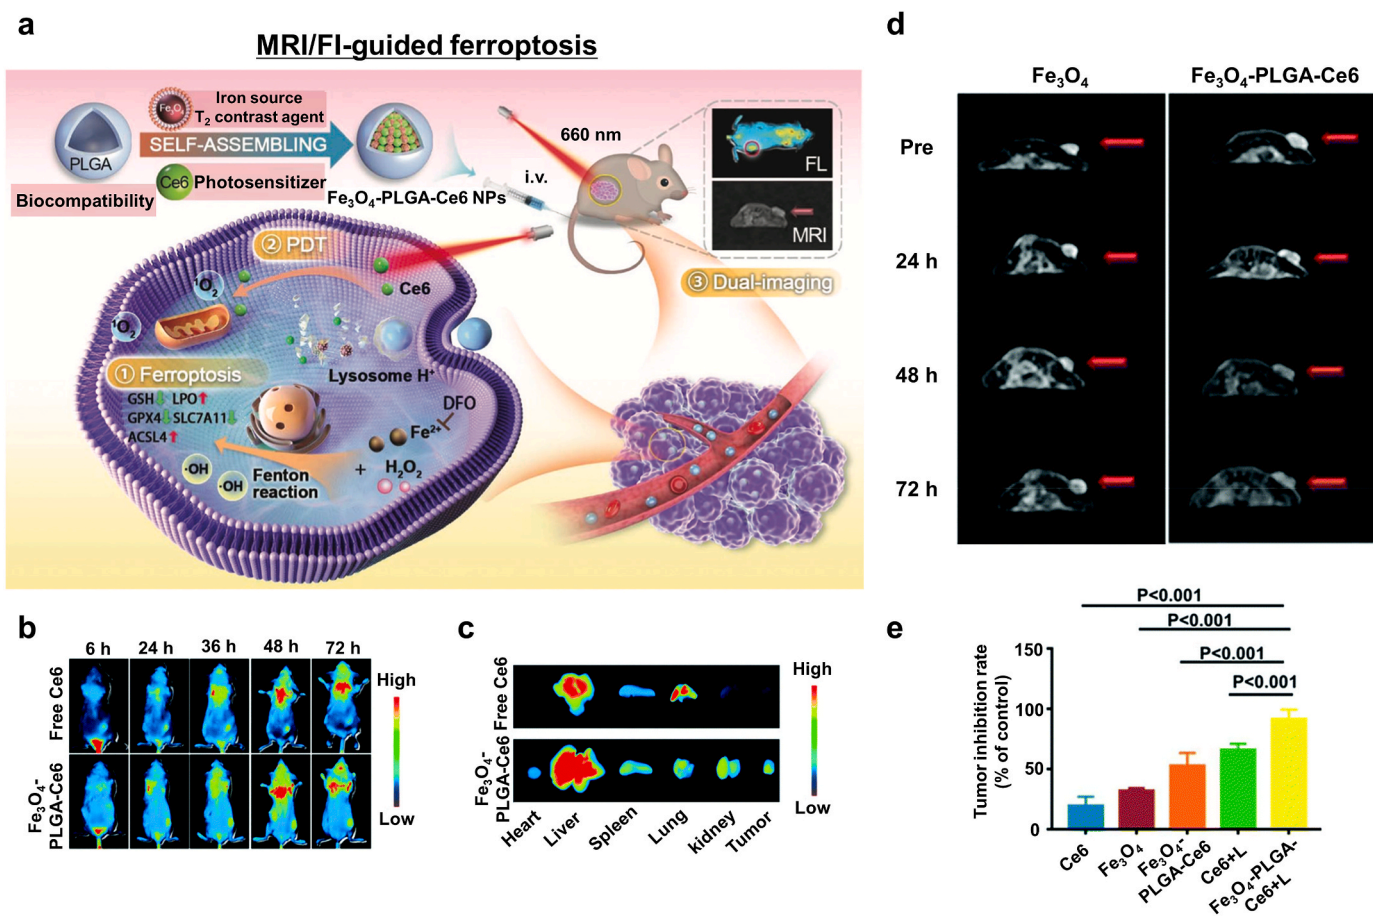 a
MRI/FI-guided ferroptosis
PLGA
Biocompatibility
Fe₃O₄
Iron source
T₂ contrast agent
SELF-ASSEMBLING
Ce6
Photosensitizer
Fe₃O₄-PLGA-Ce6 NPs
660 nm
i.v.
FL
MRI
③ Dual-imaging
② PDT
¹O₂
¹O₂
Ce6
Lysosome H⁺
① Ferroptosis
GSH↓ LPO↑
GPX4↓ SLC7A11↓
ACSL4↑
DFO
Fe²⁺
+
H₂O₂
·OH
·OH
Fenton
reaction
b
6 h 24 h 36 h 48 h 72 h
Free Ce6
Fe₃O₄-
PLGA-Ce6
High
Low
c
Free Ce6
Fe₃O₄-
PLGA-Ce6
Heart Liver Spleen Lung kidney Tumor
High
Low
d
Fe₃O₄ Fe₃O₄-PLGA-Ce6
Pre
24 h
48 h
72 h
e
P<0.001
P<0.001
P<0.001
P<0.001
Tumor inhibition rate
(% of control)
150
100
50
0
Ce6
Fe₃O₄
Fe₃O₄-
PLGA-Ce6
Ce6+L
Fe₃O₄-PLGA-
Ce6+L